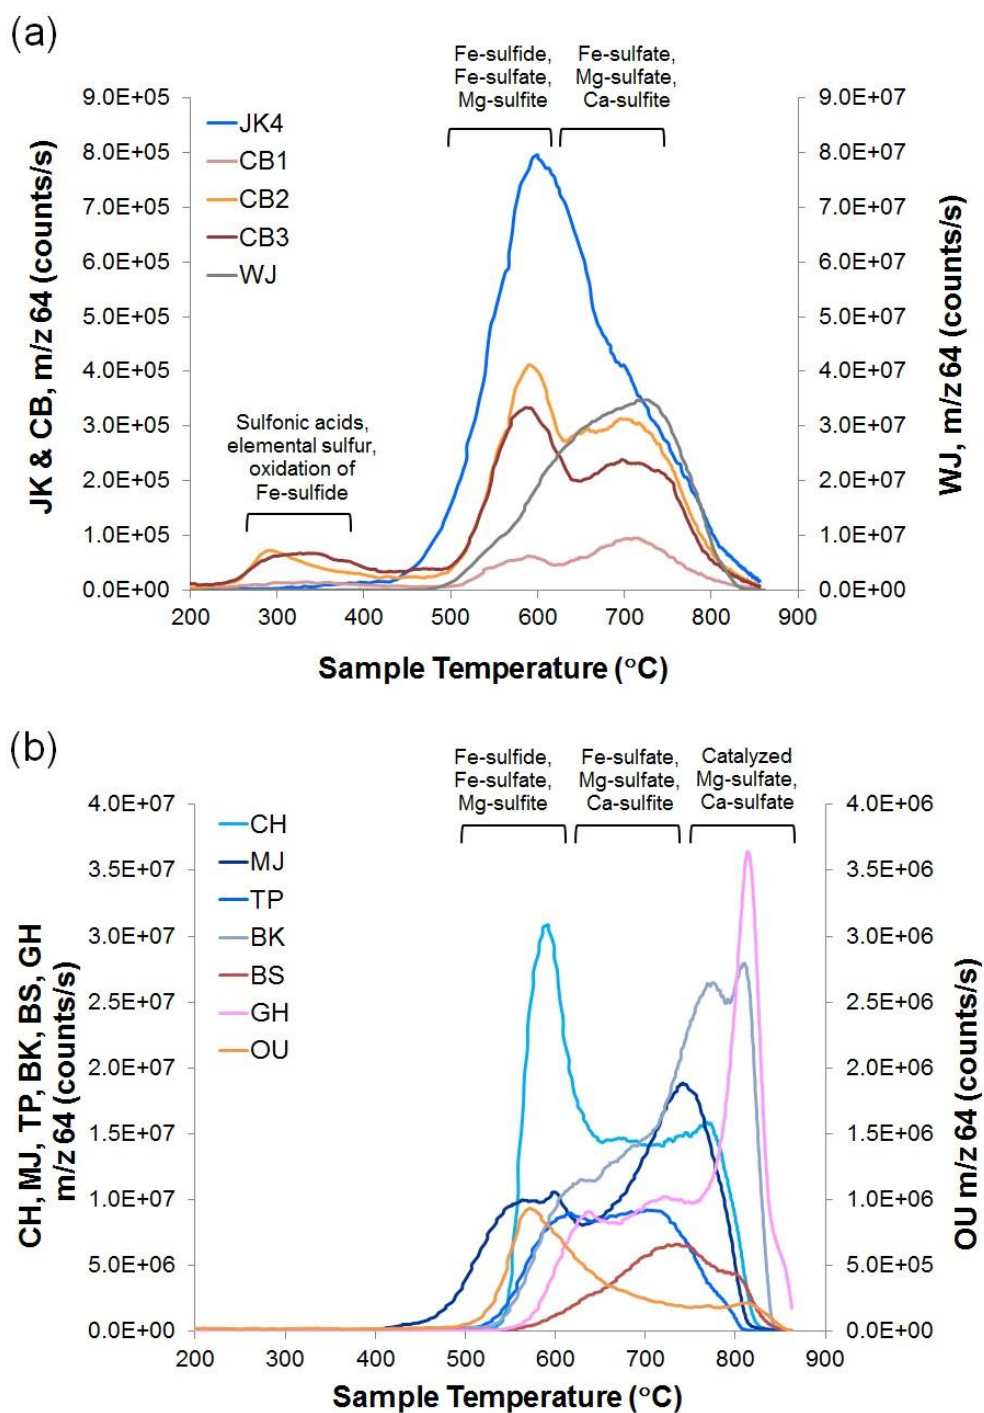 (a)
Fe-sulfide,
Fe-sulfate,
Mg-sulfite
Fe-sulfate,
Mg-sulfate,
Ca-sulfite
9.0E+05
8.0E+05
7.0E+05
6.0E+05
5.0E+05
4.0E+05
3.0E+05
2.0E+05
1.0E+05
0.0E+00
JK & CB, m/z 64 (counts/s)
JK4
CB1
CB2
CB3
WJ
Sulfonic acids,
elemental sulfur,
oxidation of
Fe-sulfide
9.0E+07
8.0E+07
7.0E+07
6.0E+07
5.0E+07
4.0E+07
3.0E+07
2.0E+07
1.0E+07
0.0E+00
WJ, m/z 64 (counts/s)
200 300 400 500 600 700 800 900
Sample Temperature (°C)
(b)
Fe-sulfide,
Fe-sulfate,
Mg-sulfite
Fe-sulfate,
Mg-sulfate,
Ca-sulfite
Catalyzed
Mg-sulfate,
Ca-sulfate
4.0E+07
3.5E+07
3.0E+07
2.5E+07
2.0E+07
1.5E+07
1.0E+07
5.0E+06
0.0E+00
CH, MJ, TP, BK, BS, GH
m/z 64 (counts/s)
CH
MJ
TP
BK
BS
GH
OU
4.0E+06
3.5E+06
3.0E+06
2.5E+06
2.0E+06
1.5E+06
1.0E+06
5.0E+05
0.0E+00
OU m/z 64 (counts/s)
200 300 400 500 600 700 800 900
Sample Temperature (°C)